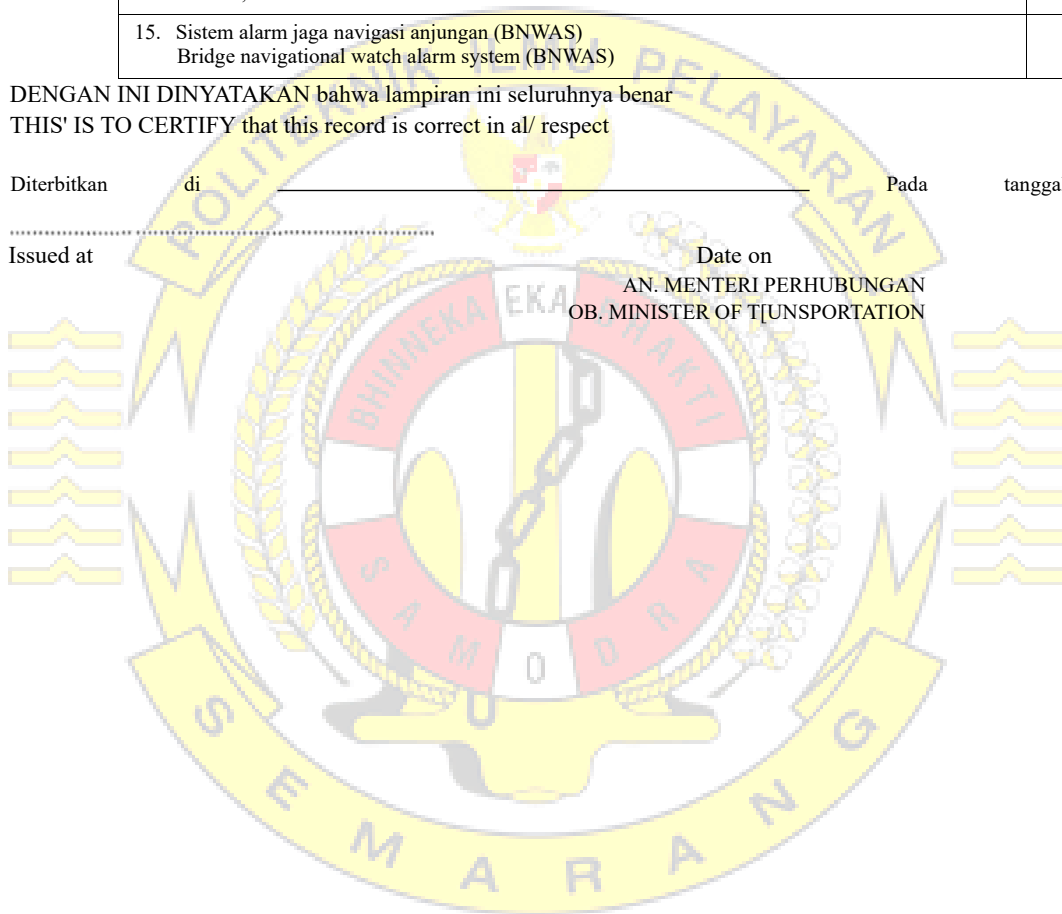 15. Sistem alarm jaga navigasi anjungan (BNWAS)
Bridge navigational watch alarm system (BNWAS)
DENGAN INI DINYATAKAN bahwa lampiran ini seluruhnya benar
THIS' IS TO CERTIFY that this record is correct in al/ respect
Diterbitkan di Pada tangga
Issued at Date on
AN. MENTERI PERHUBUNGAN
OB. MINISTER OF T[UNSPORTATION
POLITEKNIK ILMU PELAYARAN
BHINNEKA EKA BHAKTI
SAMODRA
SEMARANG